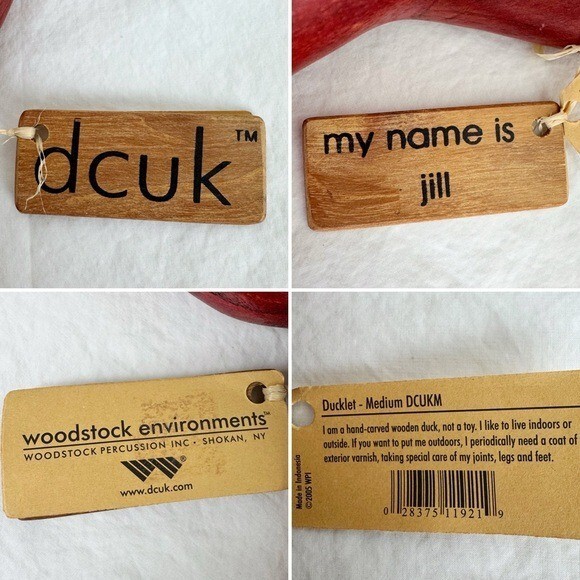 dcuk™
my name is
jill
woodstock environments™
WOODSTOCK PERCUSSION INC • SHOKAN, NY
®
www.dcuk.com
Ducklet - Medium DCUKM
I am a hand-carved wooden duck, not a toy. I like to live indoors or
outside. If you want to put me outdoors, I periodically need a coat of
exterior varnish, taking special care of my joints, legs and feet.
Made in Indonesia
©2005 WPI
0 28375 11921 9